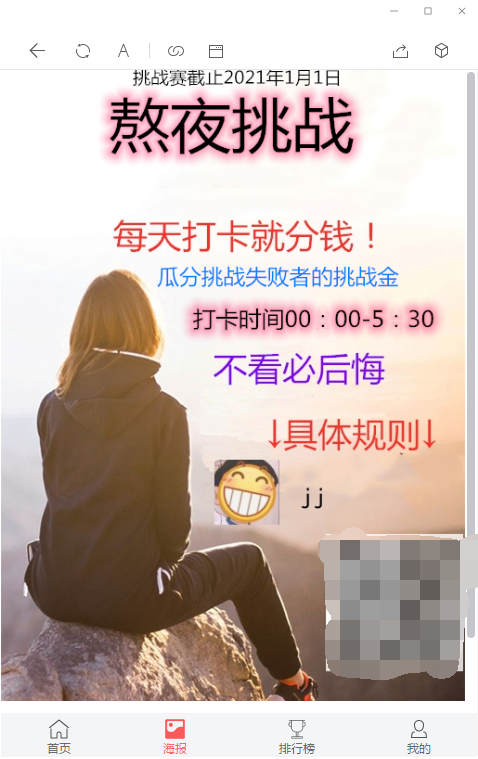 挑战赛截止2021年1月1日
熬夜挑战
每天打卡就分钱！
瓜分挑战失败者的挑战金
打卡时间00：00-5：30
不看必后悔
↓具体规则↓
jj
首页 海报 排行榜 我的